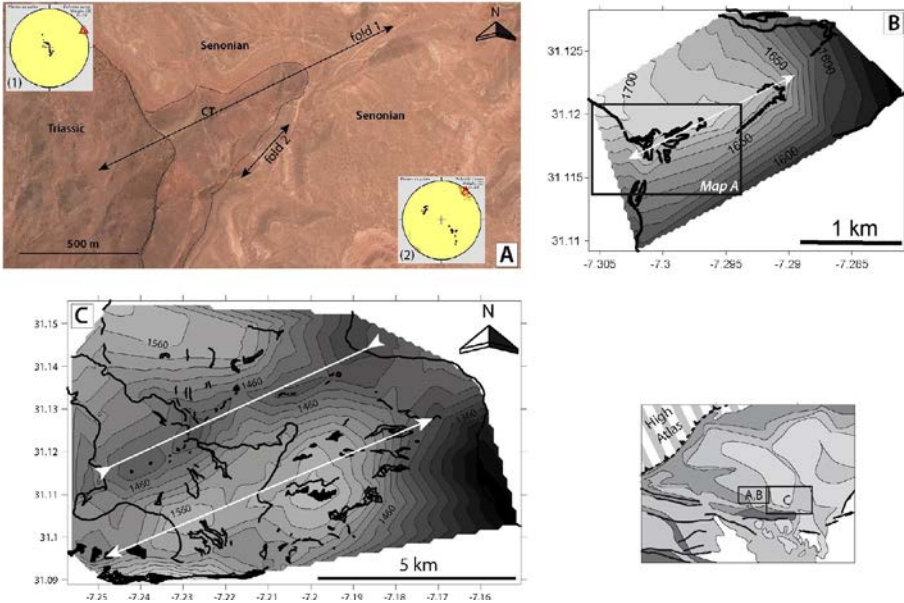 Senonian
fold 1
N
(1)
CT.
Triassic
Senonian
fold 2
500 m
(2)
A
B
31.125
31.12
31.115
31.11
1700
1650
1600
1650
1600
Map A
1 km
-7.305
-7.3
-7.295
-7.29
-7.285
C
N
31.15
31.14
31.13
31.12
31.11
31.1
31.09
1560
1460
1460
1360
1460
1560
1460
5 km
-7.25
-7.24
-7.23
-7.22
-7.21
-7.2
-7.19
-7.18
-7.17
-7.16
High
Atlas
A,B
C